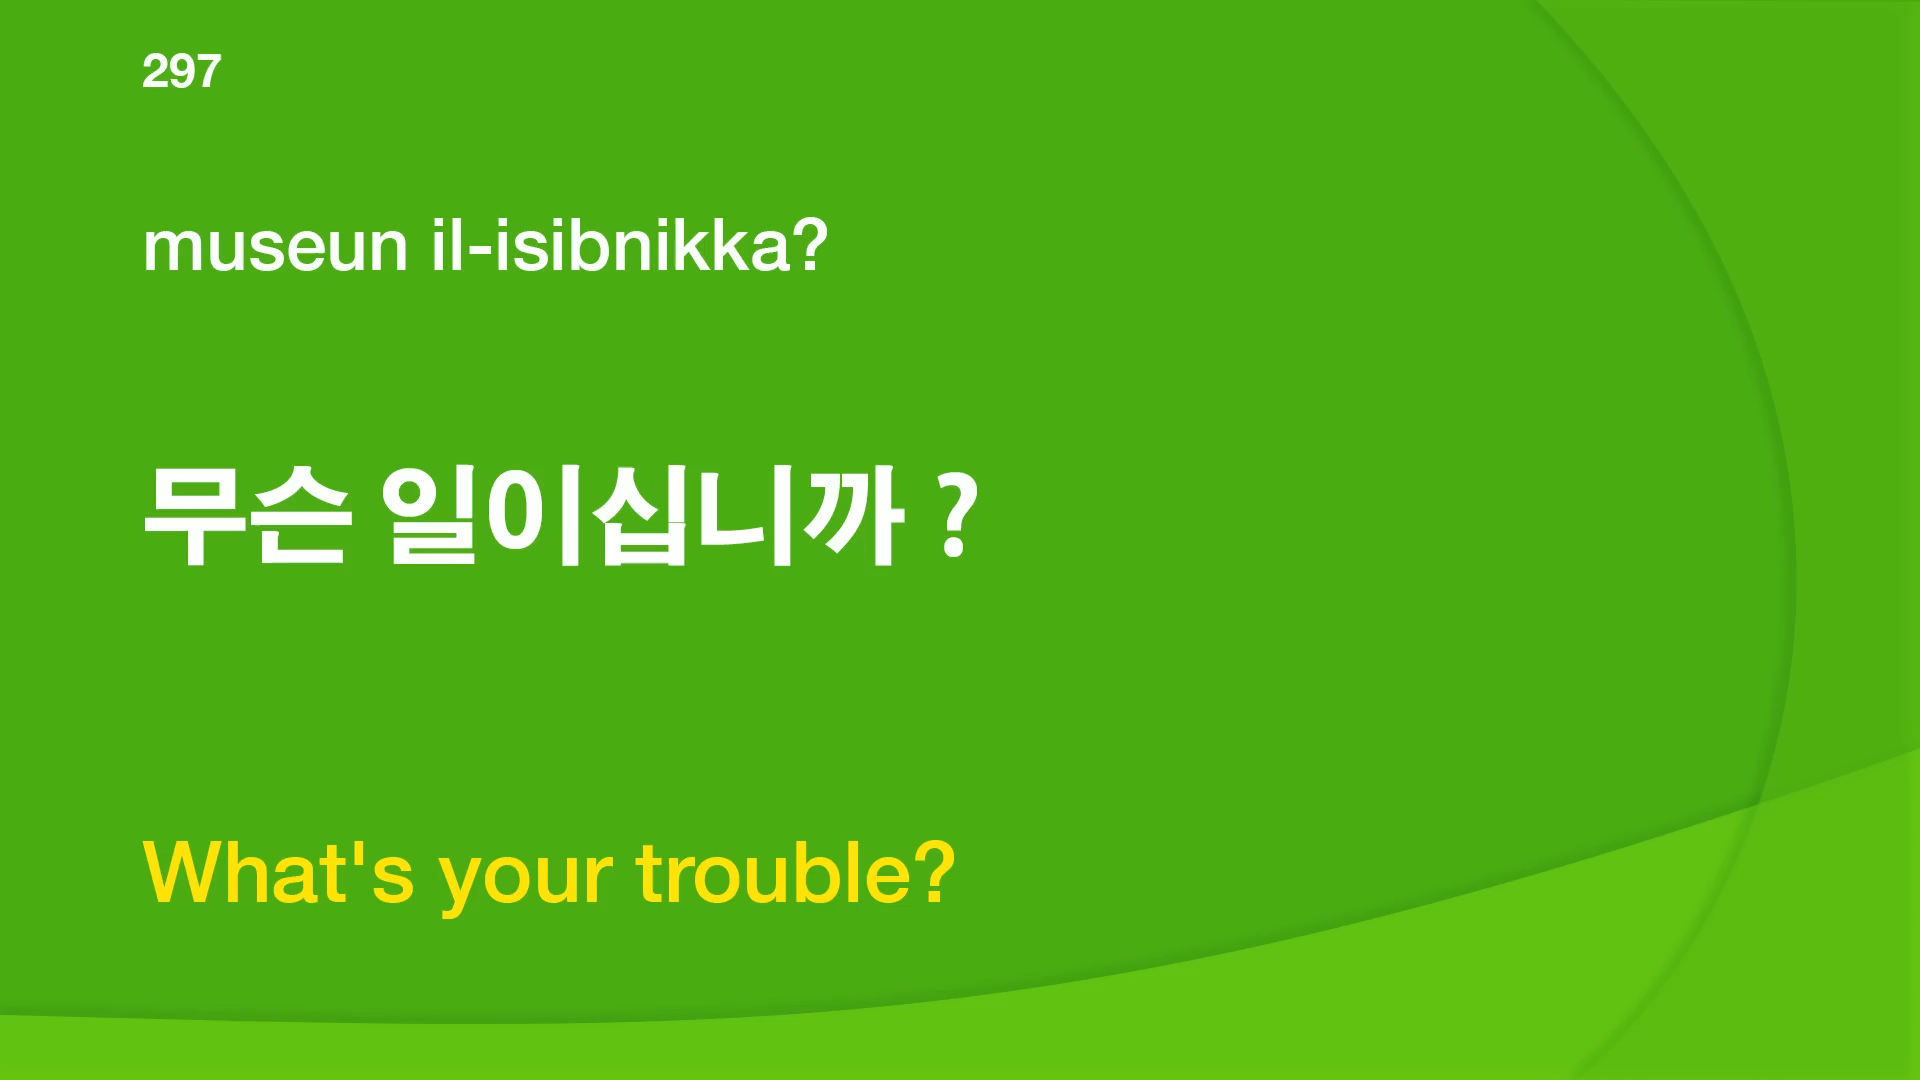 297
museun il-isibnikka?
무슨 일이십니까 ?
What's your trouble?